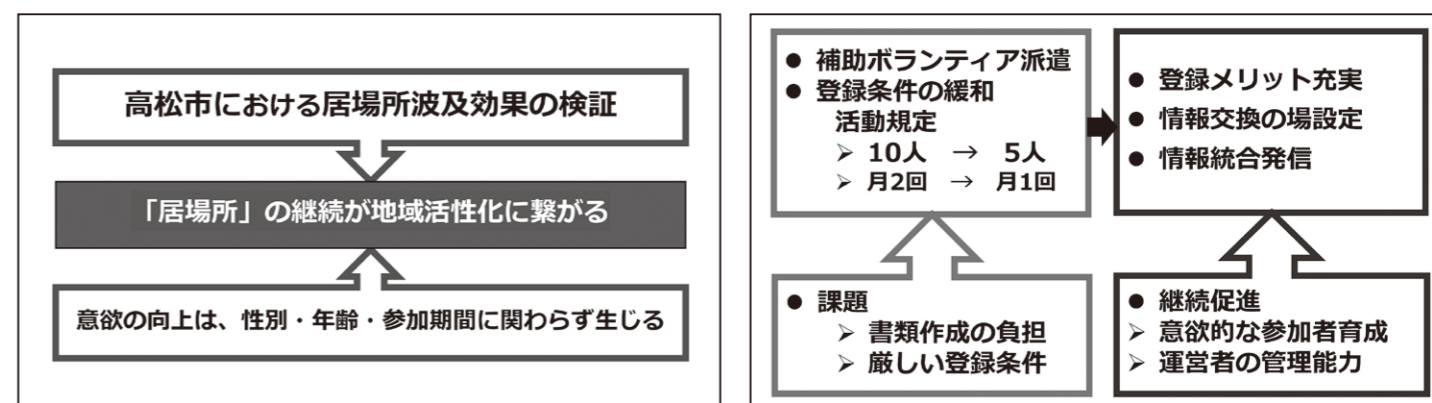 高松市における居場所波及効果の検証
「居場所」の継続が地域活性化に繋がる
意欲の向上は、性別・年齢・参加期間に関わらず生じる
● 補助ボランティア派遣
● 登録条件の緩和
活動規定
➢ 10人 → 5人
➢ 月2回 → 月1回
● 登録メリット充実
● 情報交換の場設定
● 情報統合発信
● 課題
➢ 書類作成の負担
➢ 厳しい登録条件
● 継続促進
➢ 意欲的な参加者育成
➢ 運営者の管理能力